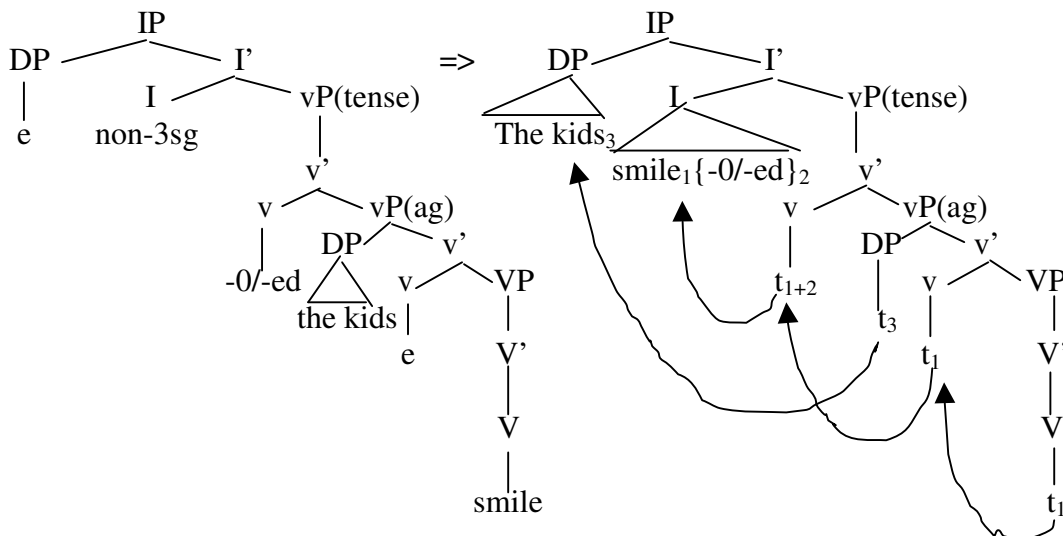 IP IP
DP I’ => DP I’
I vP(tense) I vP(tense)
e non-3sg The kids3
v’ smile1{-0/-ed}2 v’
v vP(ag) v vP(ag)
DP v’ DP v’
-0/-ed v VP t1+2 v VP
the kids t3
e V’ t1 V’
V V
smile t1